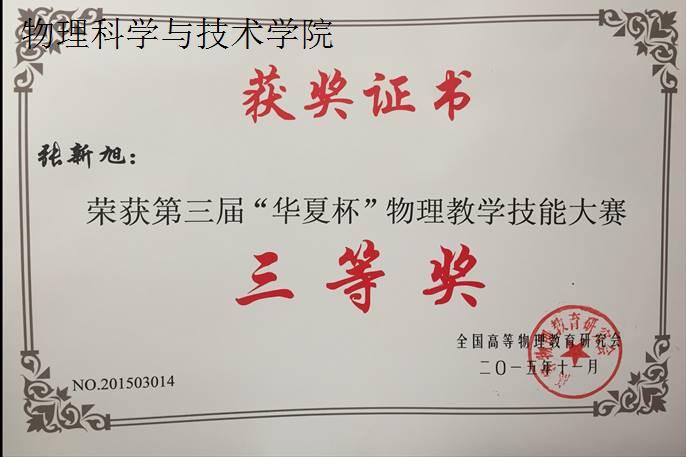 物理科学与技术学院
获奖证书
张新旭：
荣获第三届“华夏杯”物理教学技能大赛
三等奖
全国高等物理教育研究会
二〇一五年十一月
NO.201503014